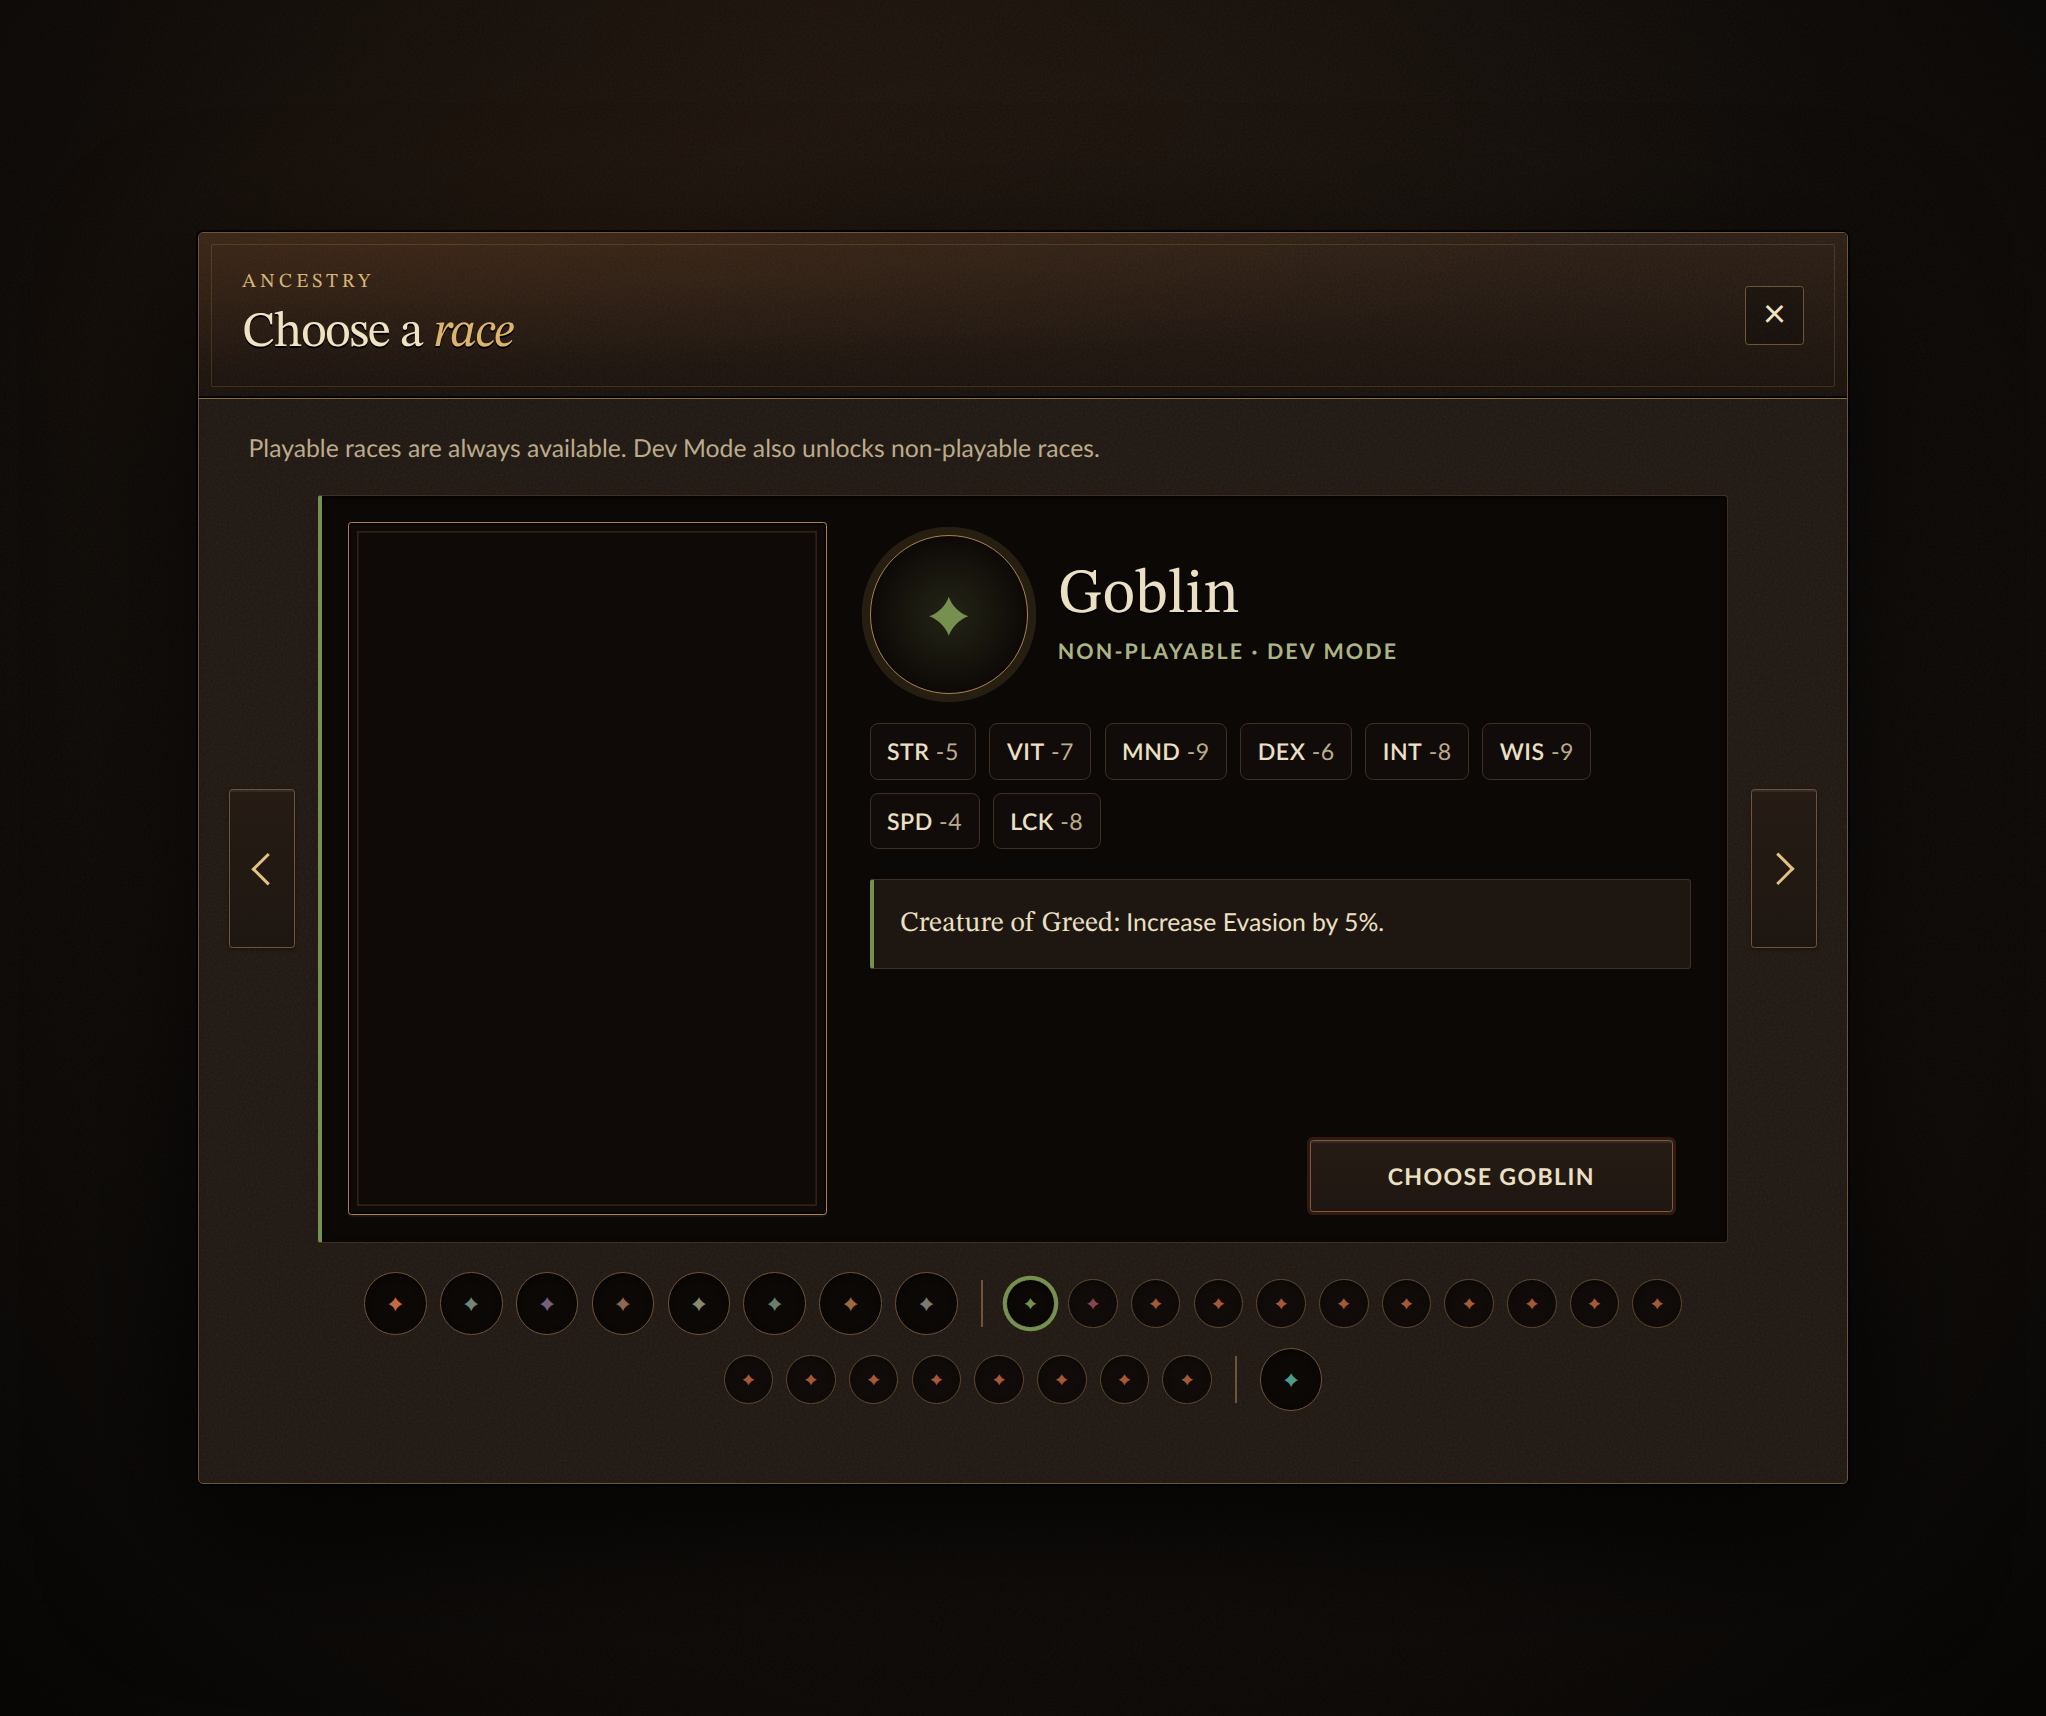 ANCESTRY
Choose a race
Playable races are always available. Dev Mode also unlocks non-playable races.
Goblin
NON-PLAYABLE · DEV MODE
STR -5 VIT -7 MND -9 DEX -6 INT -8 WIS -9
SPD -4 LCK -8
Creature of Greed: Increase Evasion by 5%.
CHOOSE GOBLIN